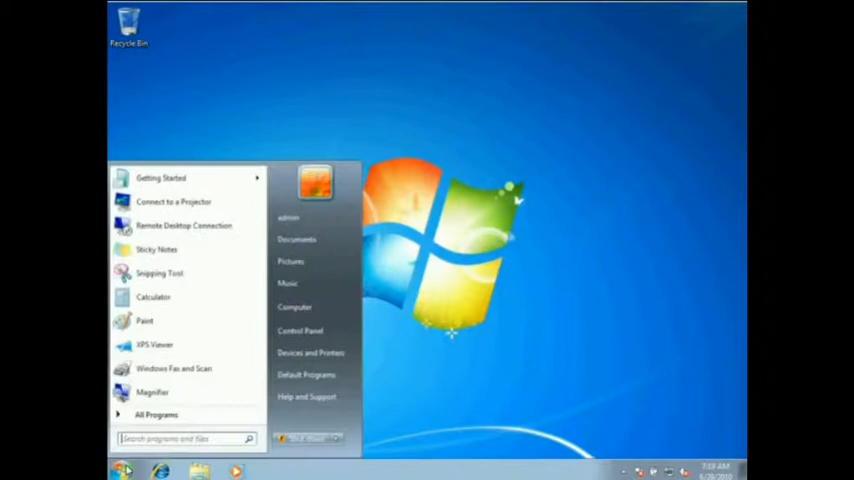 Recycle Bin
Getting Started
Connect to a Projector
Remote Desktop Connection
Sticky Notes
Snipping Tool
Calculator
Paint
XPS Viewer
Windows Fax and Scan
Magnifier
All Programs
Search programs and files
admin
Documents
Pictures
Music
Computer
Control Panel
Devices and Printers
Default Programs
Help and Support